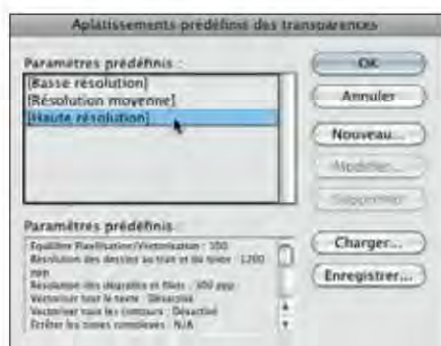 Aplatissements prédéfinis des transparences
Paramètres prédéfinis :
[Basse résolution]
[Résolution moyenne]
[Haute résolution]
OK
Annuler
Nouveau...
Modifier...
Supprimer
Paramètres prédéfinis
Equilibre Pixellisation/Vectorisation : 100
Résolution des dessins au trait et du texte : 1200
ppp
Résolution des dégradés et filets : 300 ppp
Vectoriser tout le texte : Désactivé
Vectoriser tous les contours : Désactivé
Ecrêter les zones complexes : N/A
Charger...
Enregistrer...